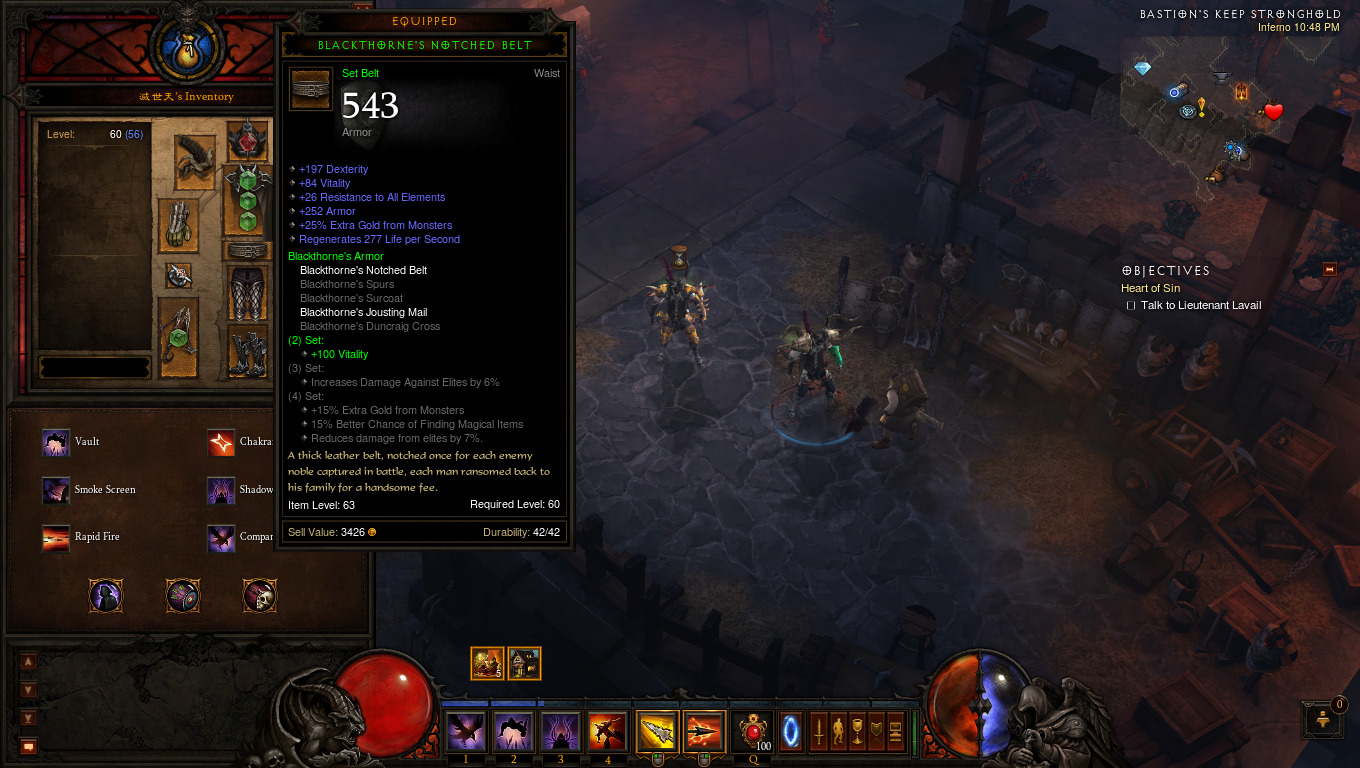 EQUIPPED
BLACKTHORNE'S NOTCHED BELT
Set Belt
Waist
543
Armor
+197 Dexterity
+84 Vitality
+26 Resistance to All Elements
+252 Armor
+25% Extra Gold from Monsters
Regenerates 277 Life per Second
Blackthorne's Armor
Blackthorne's Notched Belt
Blackthorne's Spurs
Blackthorne's Surcoat
Blackthorne's Jousting Mail
Blackthorne's Duncraig Cross
(2) Set:
+100 Vitality
(3) Set:
Increases Damage Against Elites by 6%
(4) Set:
+15% Extra Gold from Monsters
15% Better Chance of Finding Magical Items
Reduces damage from elites by 7%.
A thick leather belt, notched once for each enemy
noble captured in battle, each man ransomed back to
his family for a handsome fee.
Item Level: 63
Required Level: 60
Sell Value: 3426
Durability: 42/42
滅世天's Inventory
Level: 60 (56)
Vault
Chakra
Smoke Screen
Shadow
Rapid Fire
Compan
BASTION'S KEEP STRONGHOLD
Inferno 10:48 PM
OBJECTIVES
Heart of Sin
Talk to Lieutenant Lavail
5
100
1
2
3
4
Q
0